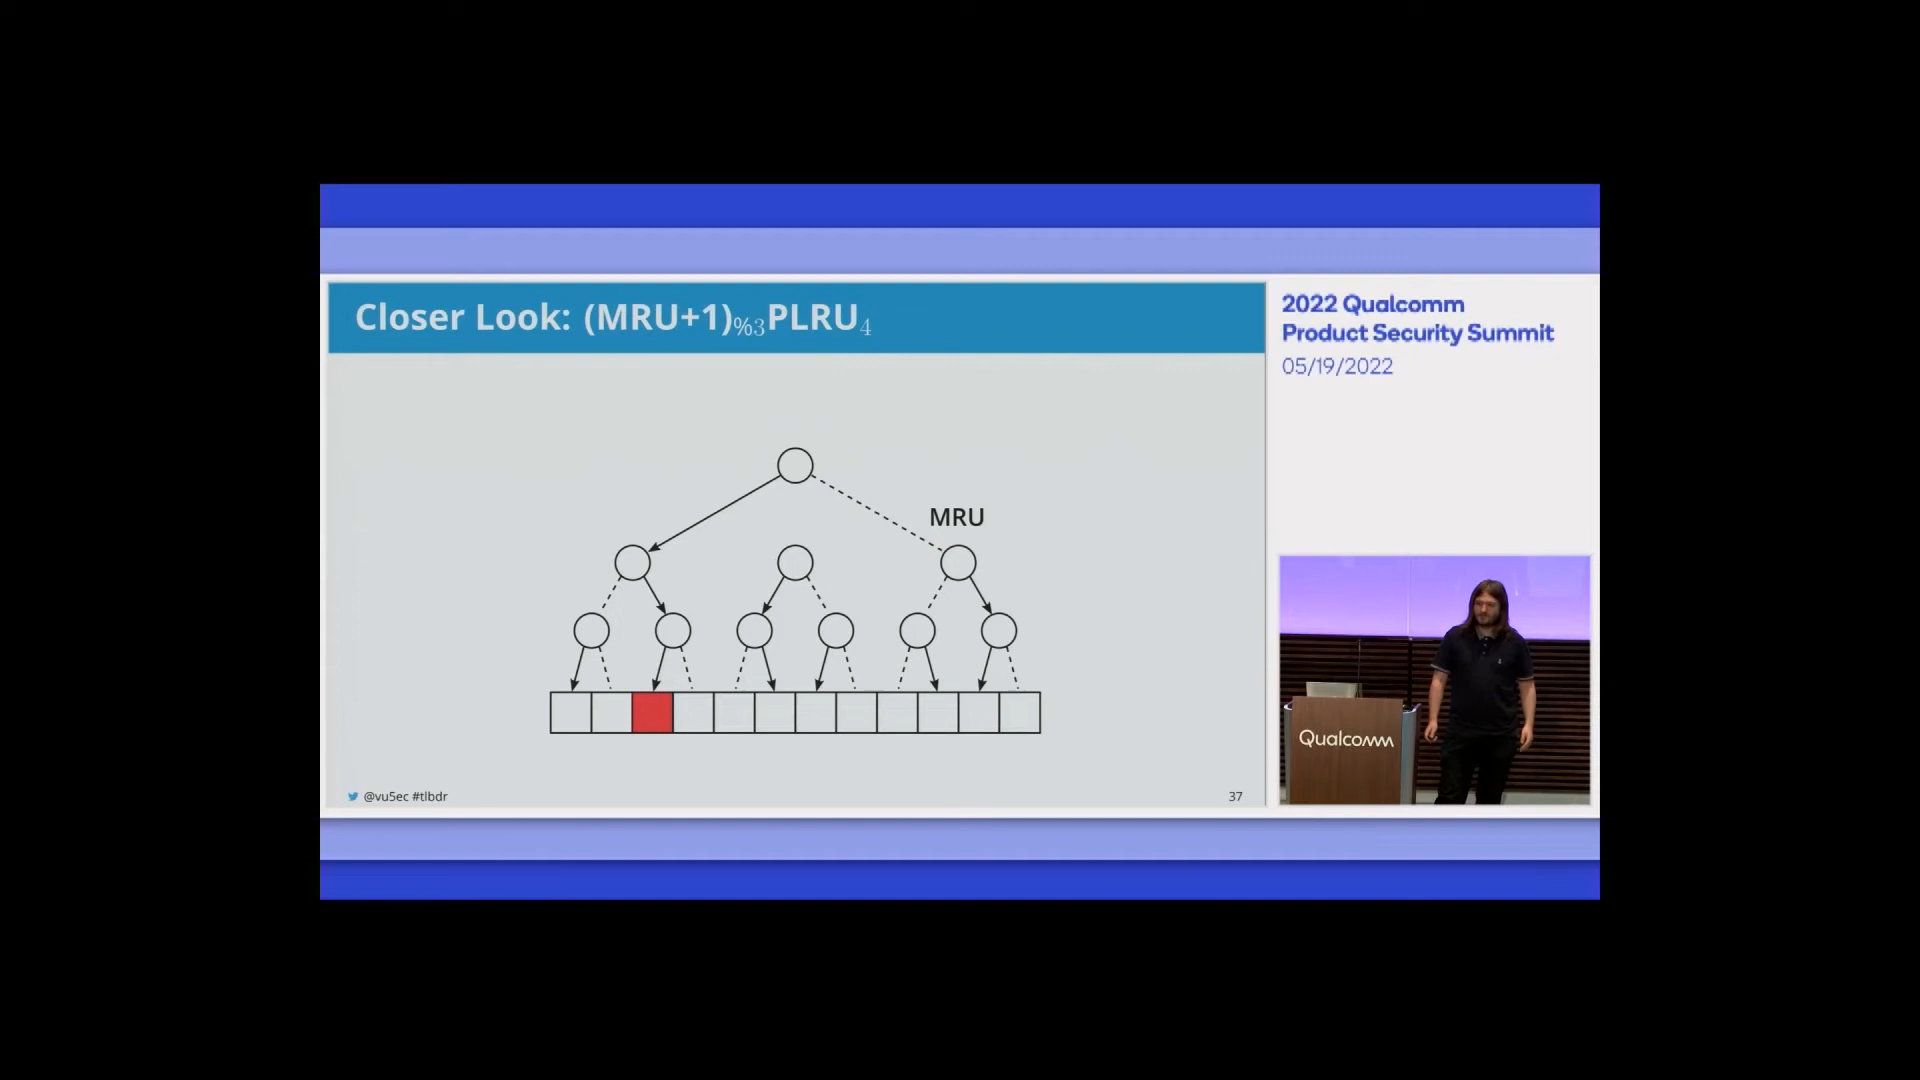 Closer Look: (MRU+1)%3PLRU4
MRU
@vu5ec #tlbdr
37
2022 Qualcomm
Product Security Summit
05/19/2022
Qualcomm